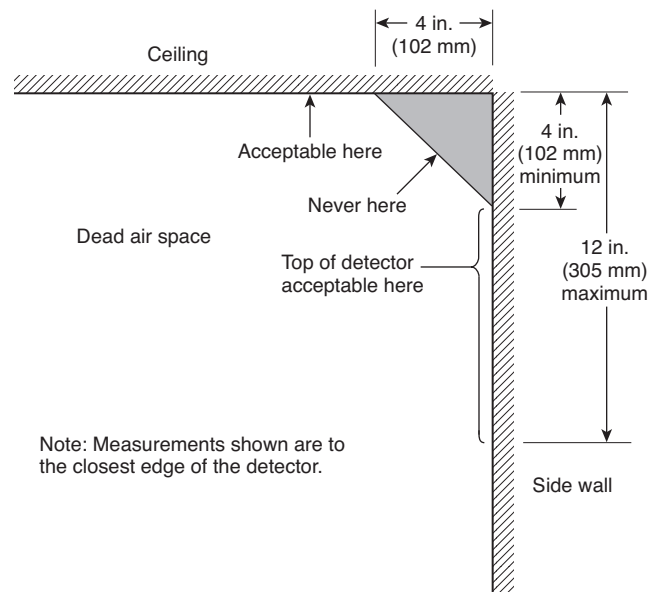 4 in.
(102 mm)
Ceiling
Acceptable here
4 in.
(102 mm)
minimum
Never here
Dead air space
Top of detector
acceptable here
12 in.
(305 mm)
maximum
Note: Measurements shown are to
the closest edge of the detector.
Side wall